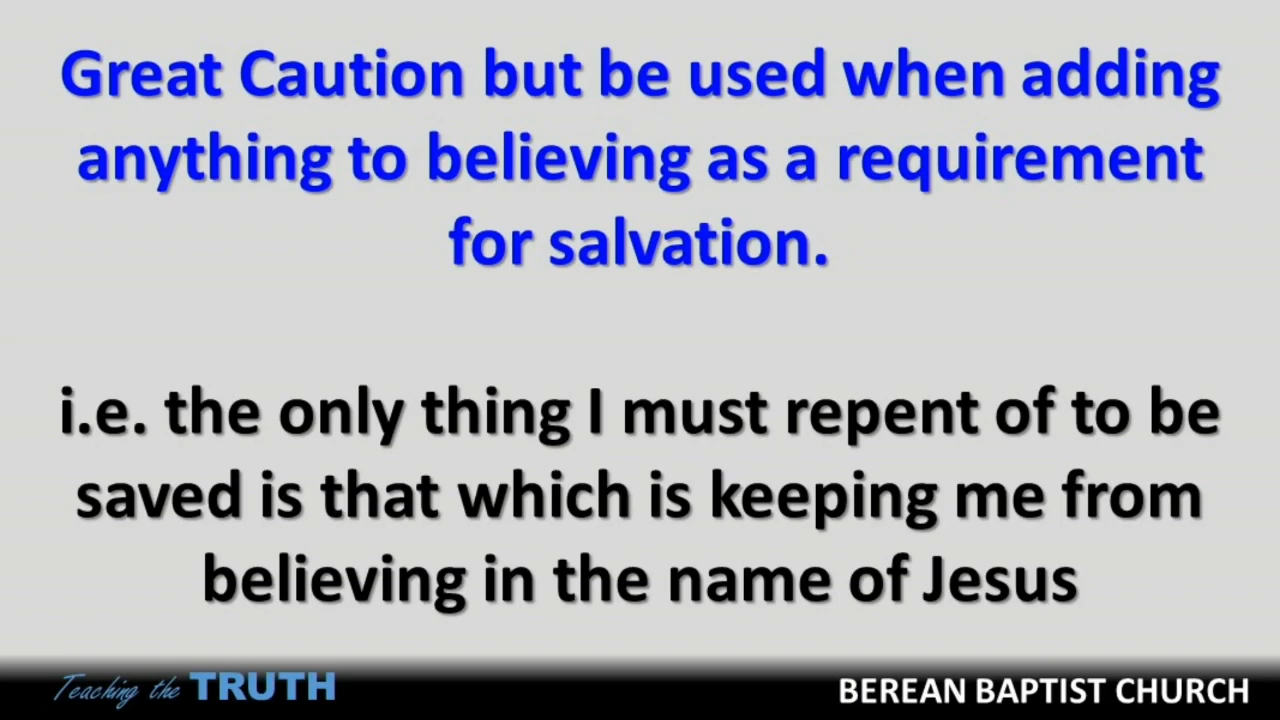 Great Caution but be used when adding
anything to believing as a requirement
for salvation.
i.e. the only thing I must repent of to be
saved is that which is keeping me from
believing in the name of Jesus
Teaching the TRUTH
BEREAN BAPTIST CHURCH